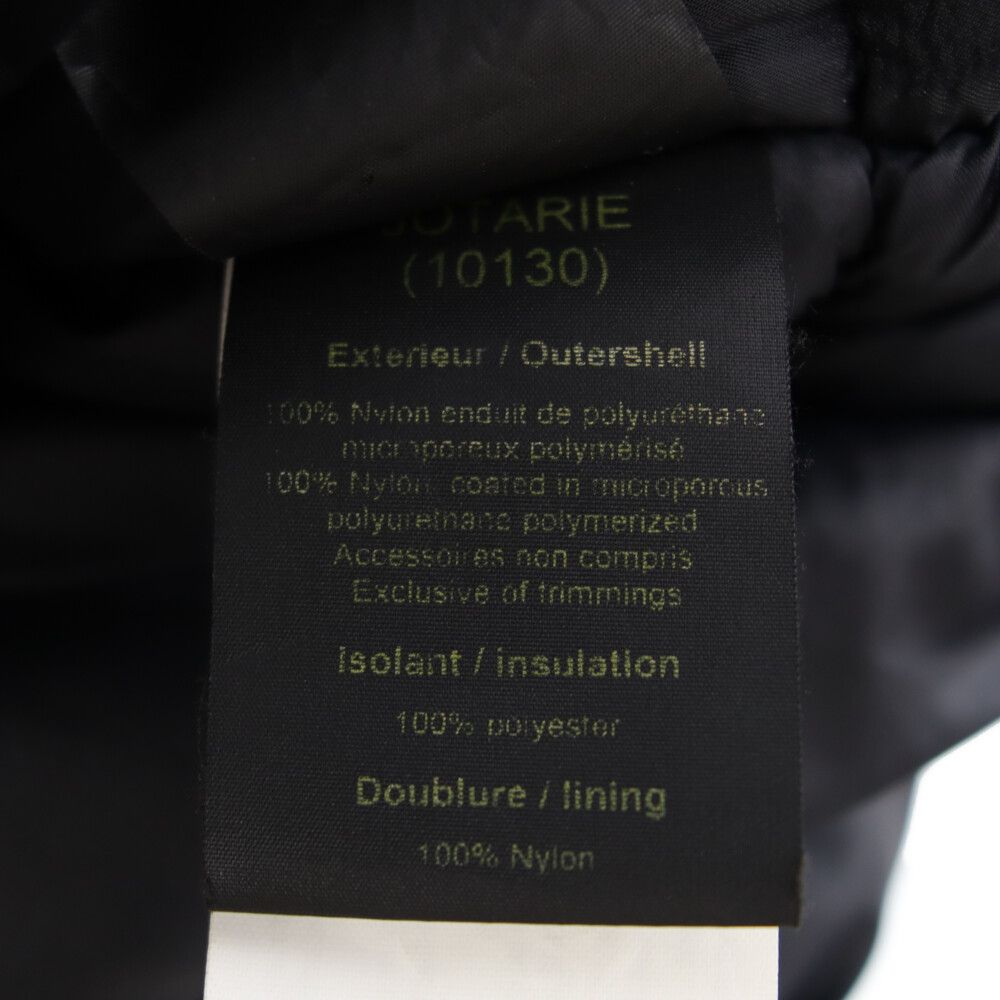 (10130)
Exterieur / Outershell
100% Nylon enduit de polyuréthane
microporeux polymérisé
100% Nylon, coated in microporous
polyurethane polymerized
Accessoires non compris
Exclusive of trimmings
Isolant / insulation
100% polyester
Doublure / lining
100% Nylon